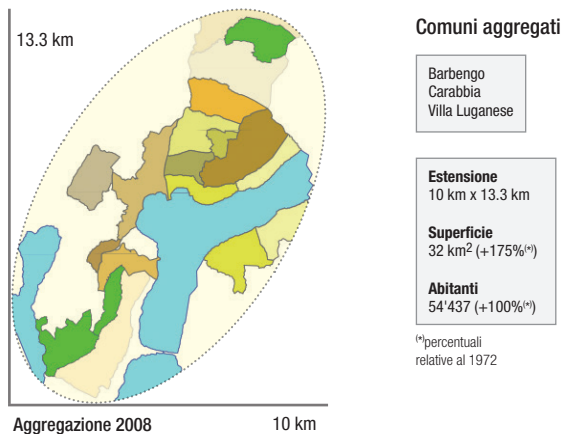 13.3 km
Aggregazione 2008
10 km
Comuni aggregati
Barbengo
Carabbia
Villa Luganese
Estensione
10 km x 13.3 km
Superficie
32 km² (+175%(*))
Abitanti
54'437 (+100%(*))
(*)percentuali
relative al 1972